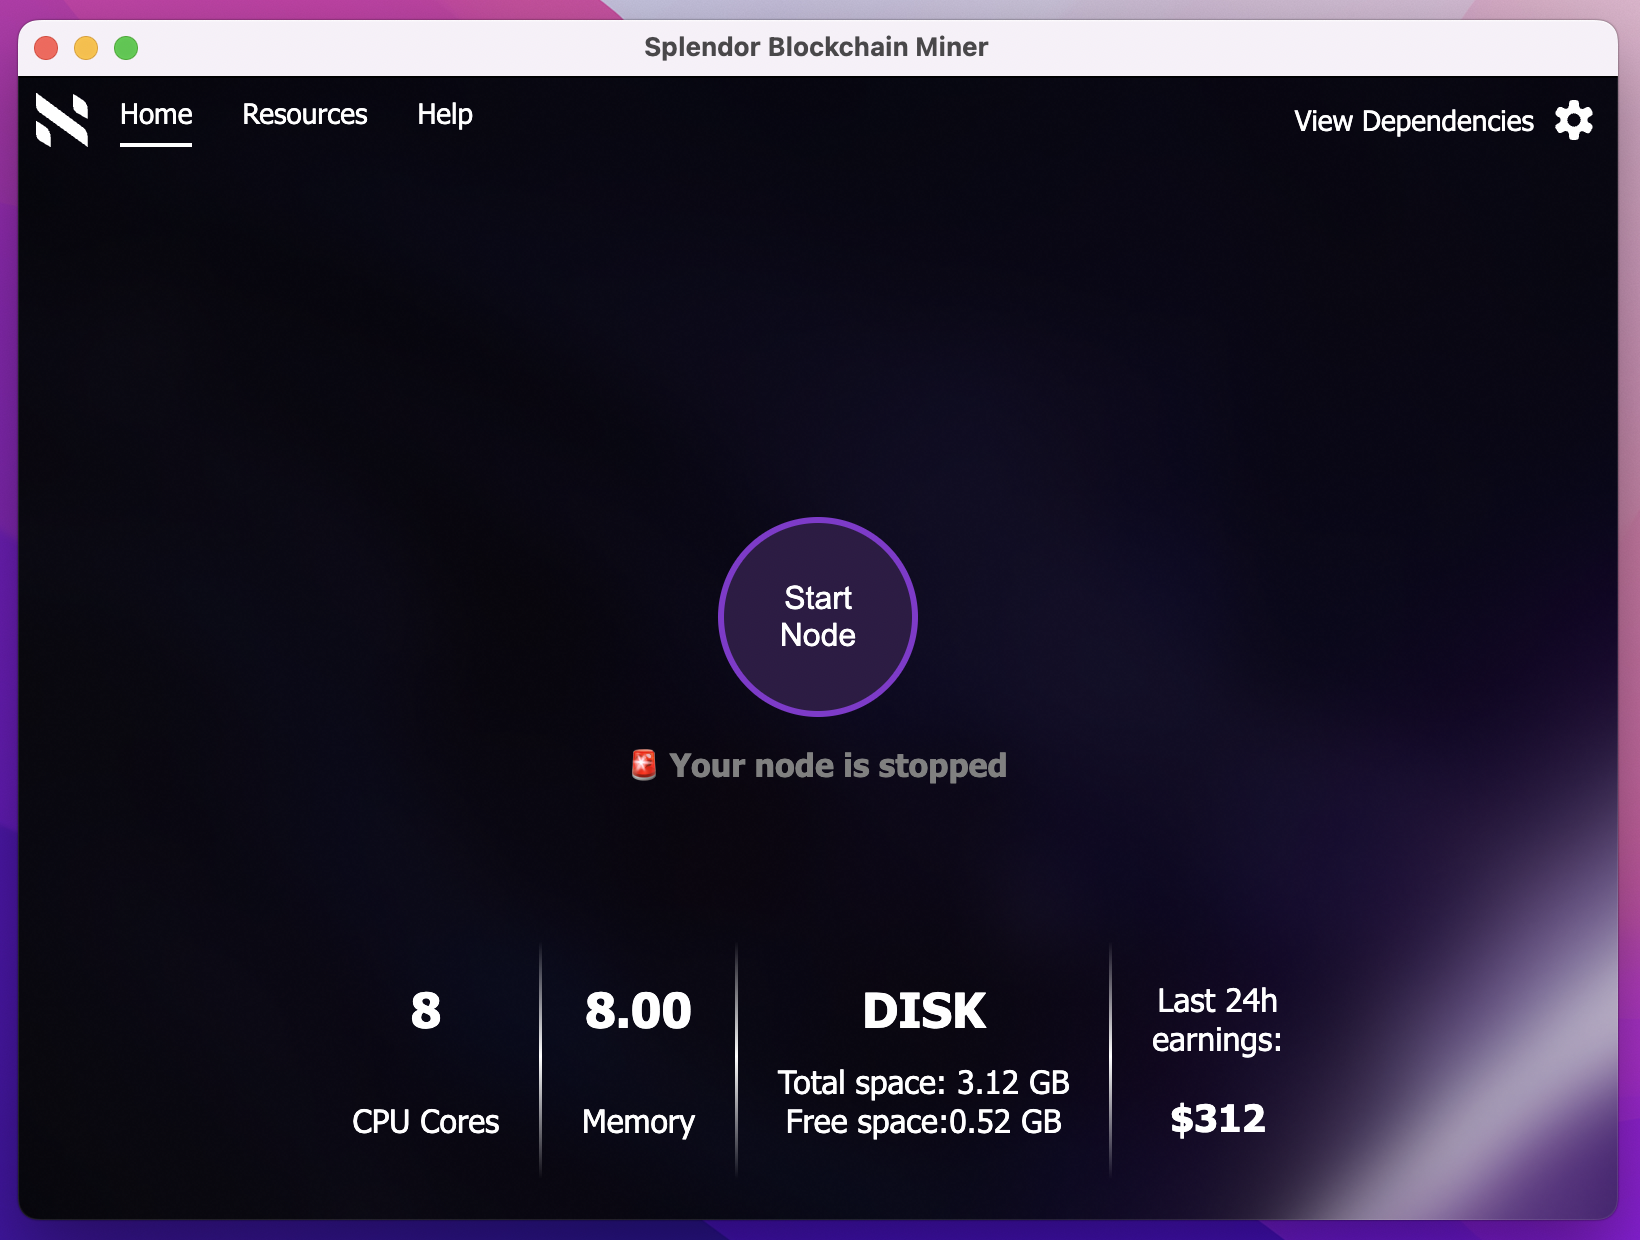 Splendor Blockchain Miner
Home
Resources
Help
View Dependencies
Start
Node
🚨 Your node is stopped
8
CPU Cores
8.00
Memory
DISK
Total space: 3.12 GB
Free space:0.52 GB
Last 24h
earnings:
$312